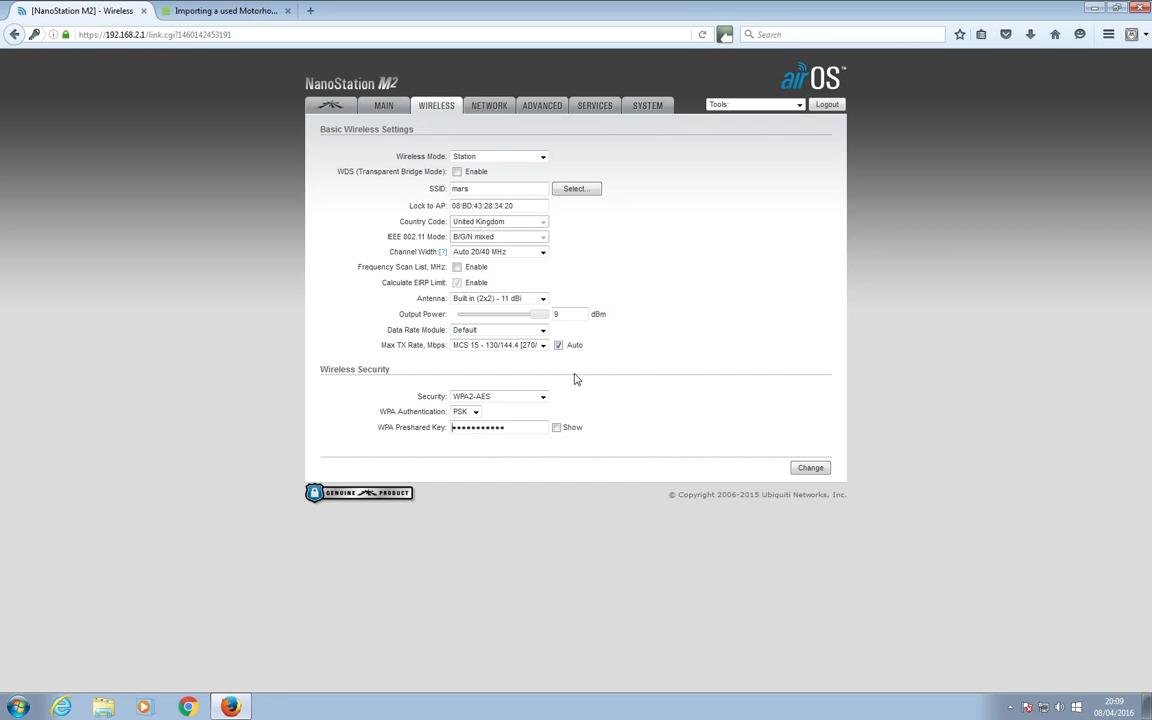 [NanoStation M2] - Wireless
Importing a used Motorho...
https://192.168.2.1/link.cgi?1460142453191
Search
NanoStation M2
airOS™
MAIN
WIRELESS
NETWORK
ADVANCED
SERVICES
SYSTEM
Tools:
Logout
Basic Wireless Settings
Wireless Mode: Station
WDS (Transparent Bridge Mode): Enable
SSID: mars Select...
Lock to AP: 08:BD:43:28:34:20
Country Code: United Kingdom
IEEE 802.11 Mode: B/G/N mixed
Channel Width:[?] Auto 20/40 MHz
Frequency Scan List, MHz: Enable
Calculate EIRP Limit: Enable
Antenna: Built in (2x2) - 11 dBi
Output Power: 9 dBm
Data Rate Module: Default
Max TX Rate, Mbps: MCS 15 - 130/144.4 [270/ Auto
Wireless Security
Security: WPA2-AES
WPA Authentication: PSK
WPA Preshared Key: ••••••••••• Show
Change
GENUINE PRODUCT
© Copyright 2006-2015 Ubiquiti Networks, Inc.
20:09
08/04/2016